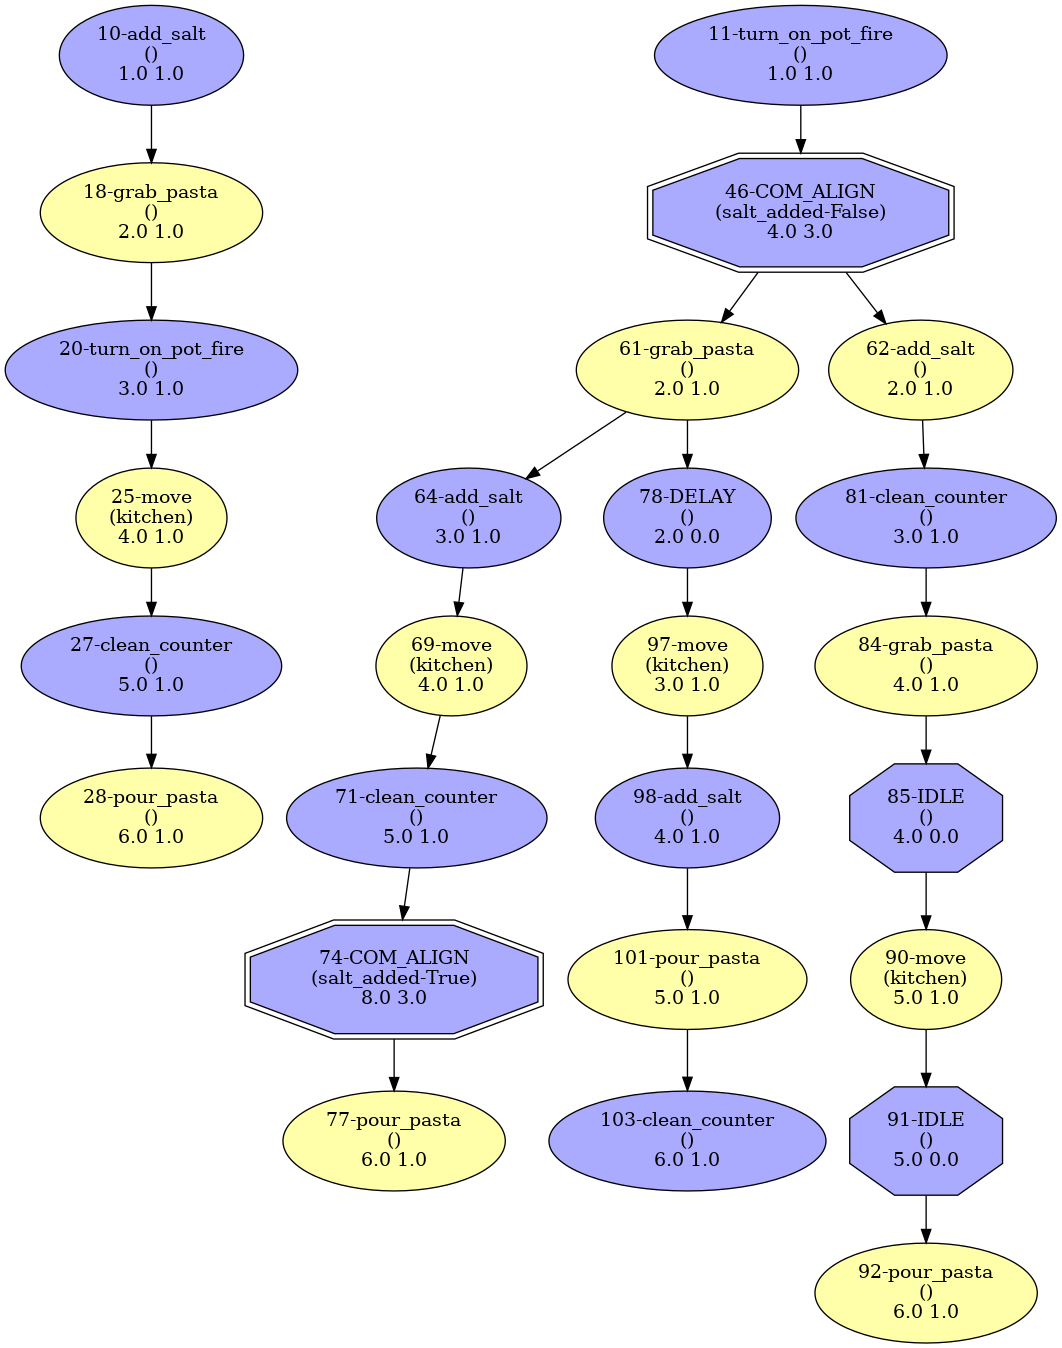 10-add_salt
()
1.0 1.0
11-turn_on_pot_fire
()
1.0 1.0
18-grab_pasta
()
2.0 1.0
46-COM_ALIGN
(salt_added-False)
4.0 3.0
20-turn_on_pot_fire
()
3.0 1.0
61-grab_pasta
()
2.0 1.0
62-add_salt
()
2.0 1.0
25-move
(kitchen)
4.0 1.0
64-add_salt
()
3.0 1.0
78-DELAY
()
2.0 0.0
81-clean_counter
()
3.0 1.0
27-clean_counter
()
5.0 1.0
69-move
(kitchen)
4.0 1.0
97-move
(kitchen)
3.0 1.0
84-grab_pasta
()
4.0 1.0
28-pour_pasta
()
6.0 1.0
71-clean_counter
()
5.0 1.0
98-add_salt
()
4.0 1.0
85-IDLE
()
4.0 0.0
74-COM_ALIGN
(salt_added-True)
8.0 3.0
101-pour_pasta
()
5.0 1.0
90-move
(kitchen)
5.0 1.0
77-pour_pasta
()
6.0 1.0
103-clean_counter
()
6.0 1.0
91-IDLE
()
5.0 0.0
92-pour_pasta
()
6.0 1.0